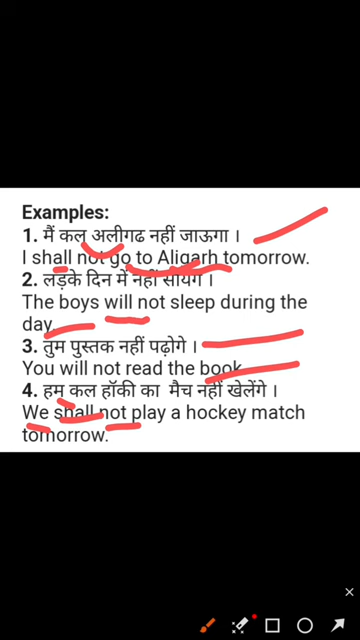 Examples:
1. मैं कल अलीगढ नहीं जाऊगा ।
I shall not go to Aligarh tomorrow.
2. लड़के दिन में नहीं सोयगे ।
The boys will not sleep during the
day.
3. तुम पुस्तक नहीं पढ़ोगे ।
You will not read the book.
4. हम कल हॉकी का मैच नहीं खेलेंगे ।
We shall not play a hockey match
tomorrow.